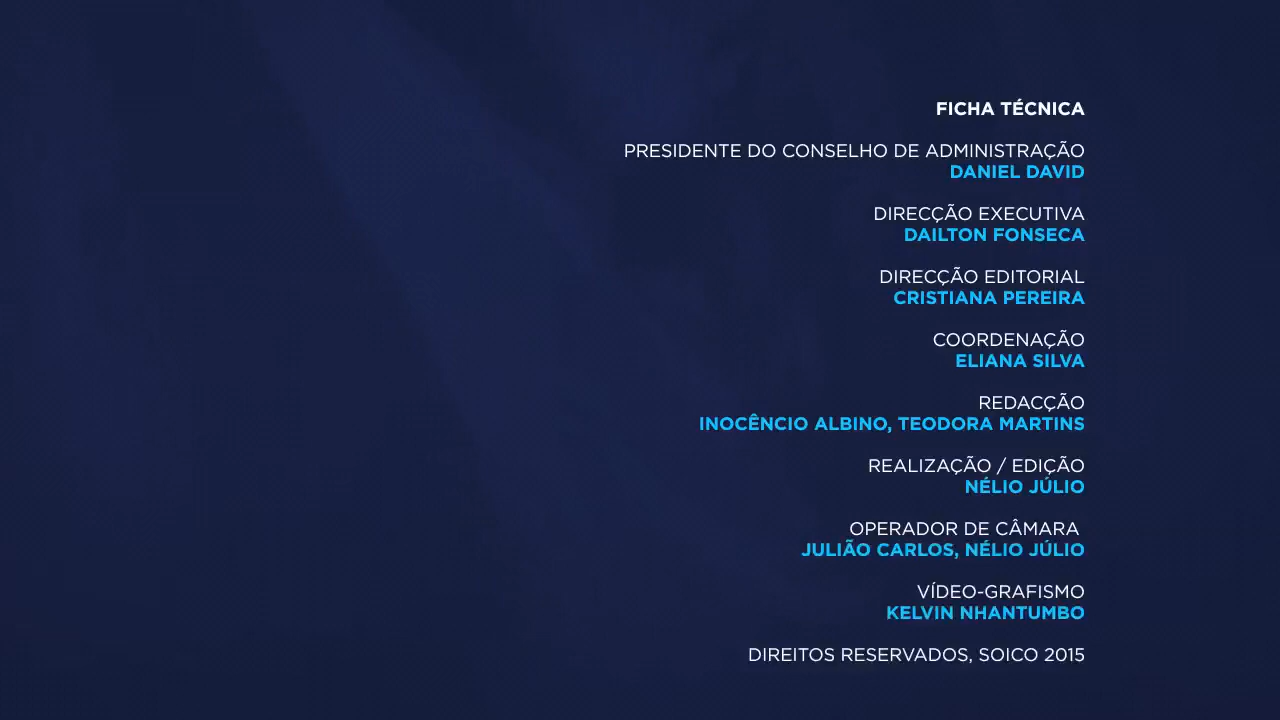 FICHA TÉCNICA
PRESIDENTE DO CONSELHO DE ADMINISTRAÇÃO
DANIEL DAVID
DIRECÇÃO EXECUTIVA
DAILTON FONSECA
DIRECÇÃO EDITORIAL
CRISTIANA PEREIRA
COORDENAÇÃO
ELIANA SILVA
REDACÇÃO
INOCÊNCIO ALBINO, TEODORA MARTINS
REALIZAÇÃO / EDIÇÃO
NÉLIO JÚLIO
OPERADOR DE CÂMARA
JULIÃO CARLOS, NÉLIO JÚLIO
VÍDEO-GRAFISMO
KELVIN NHANTUMBO
DIREITOS RESERVADOS, SOICO 2015